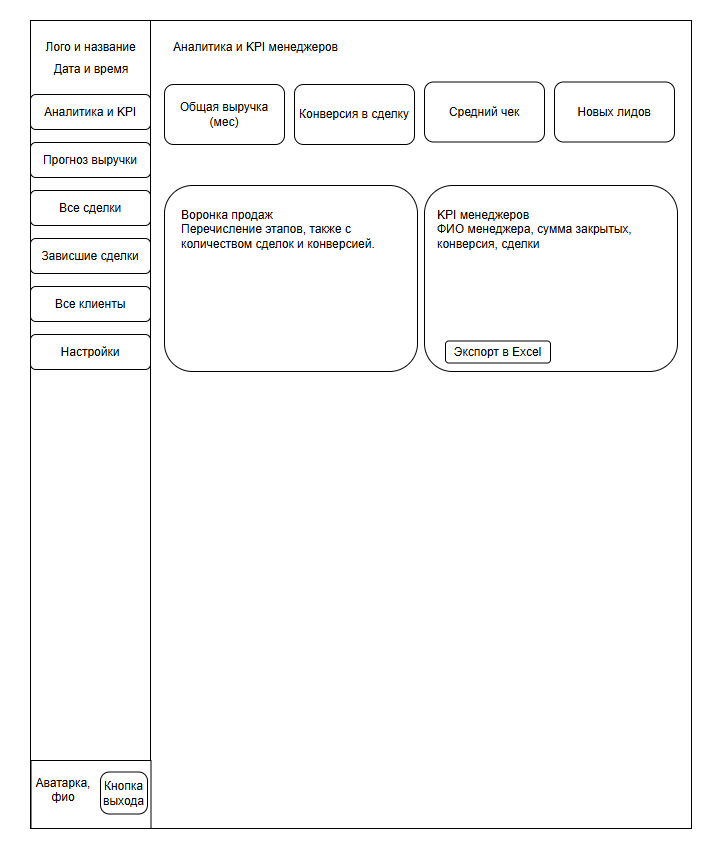 Лого и название
Дата и время
Аналитика и KPI
Прогноз выручки
Все сделки
Зависшие сделки
Все клиенты
Настройки
Аватарка,
фио
Кнопка
выхода
Аналитика и KPI менеджеров
Общая выручка
(мес)
Конверсия в сделку
Средний чек
Новых лидов
Воронка продаж
Перечисление этапов, также с
количеством сделок и конверсией.
KPI менеджеров
ФИО менеджера, сумма закрытых,
конверсия, сделки
Экспорт в Excel